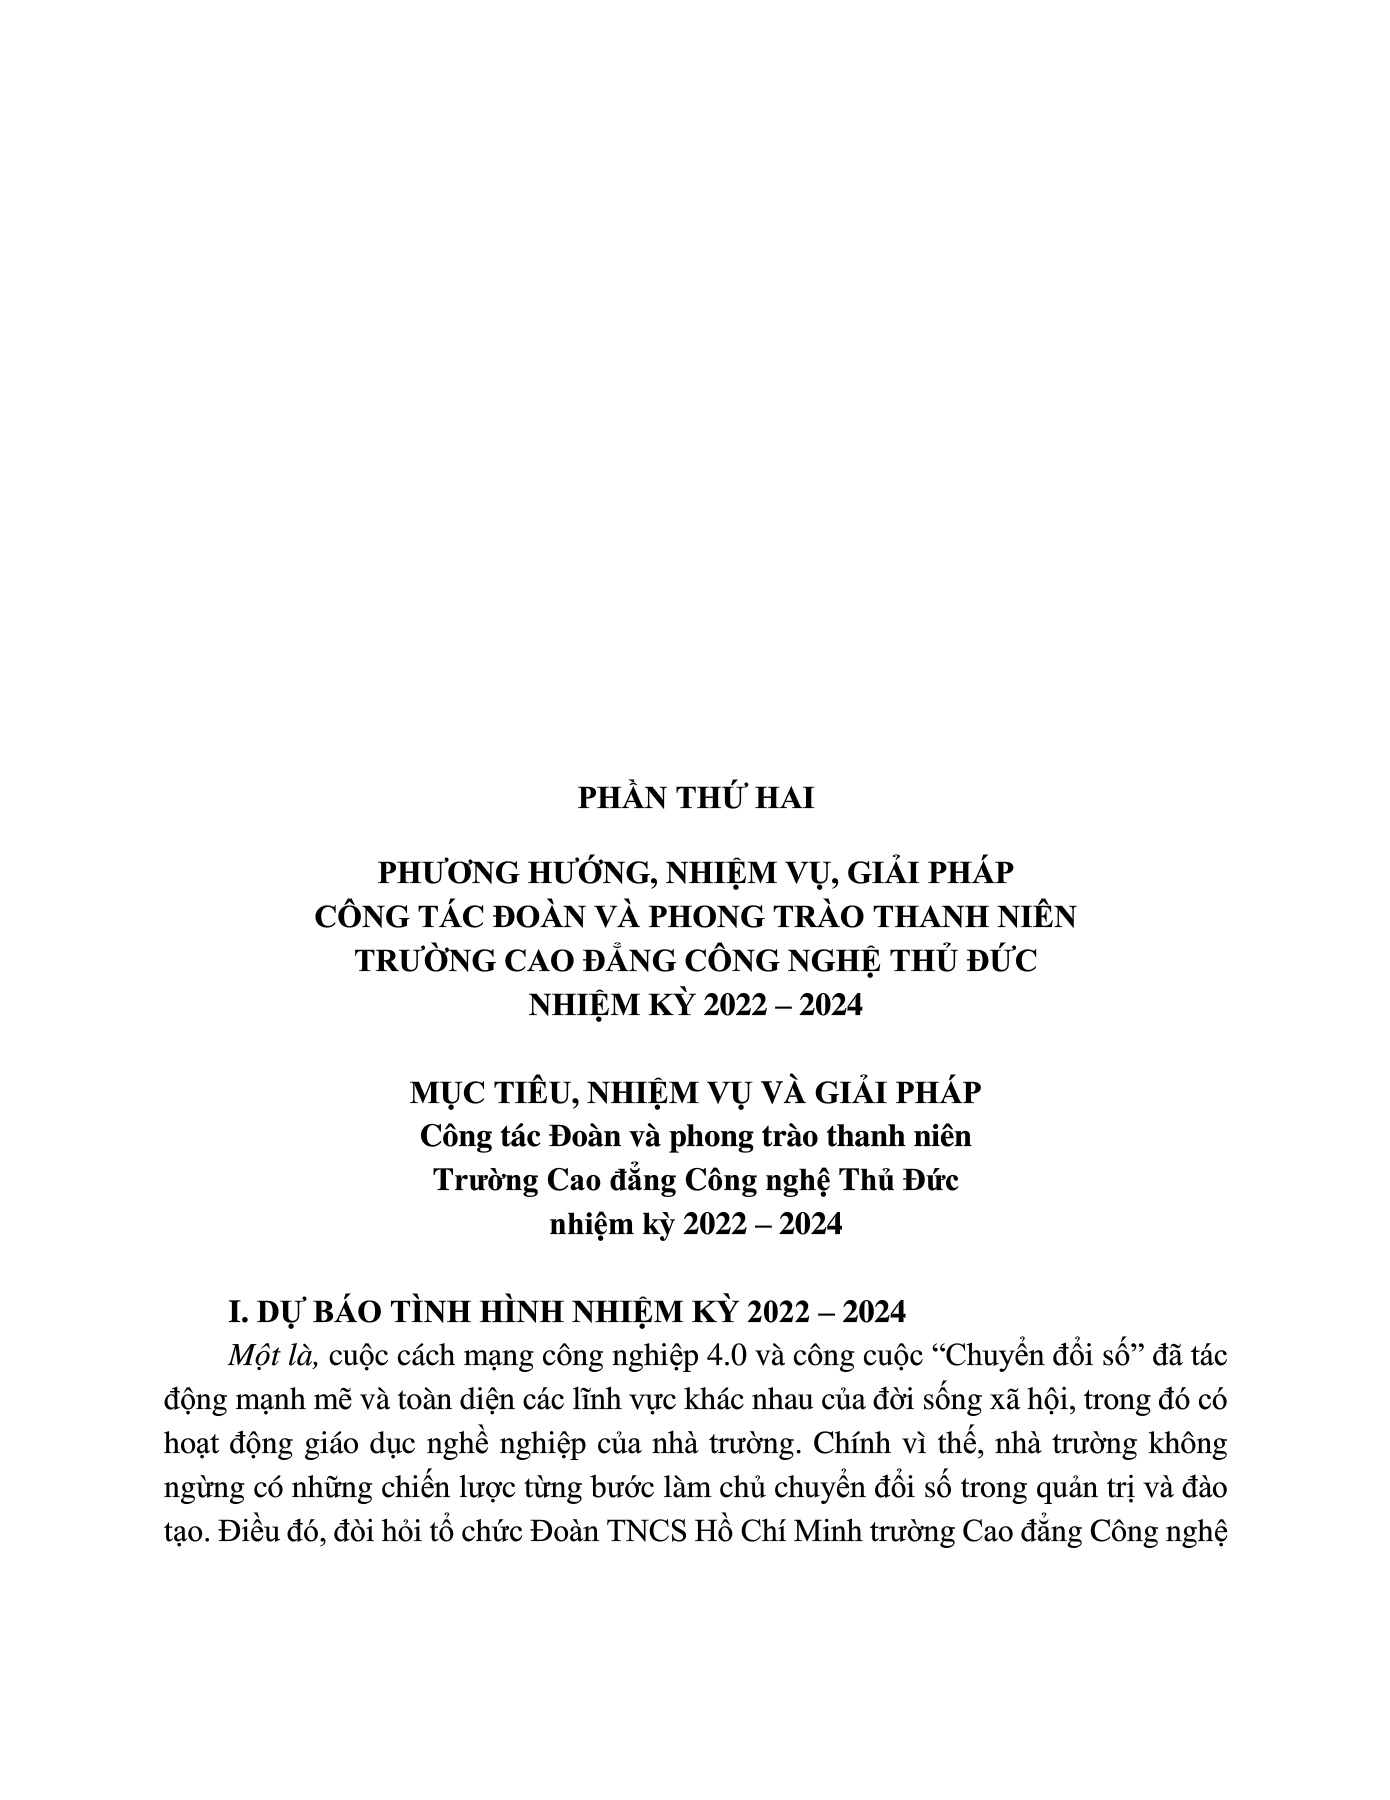 PHẦN THỨ HAI
PHƯƠNG HƯỚNG, NHIỆM VỤ, GIẢI PHÁP
CÔNG TÁC ĐOÀN VÀ PHONG TRÀO THANH NIÊN
TRƯỜNG CAO ĐẲNG CÔNG NGHỆ THỦ ĐỨC
NHIỆM KỲ 2022 – 2024
MỤC TIÊU, NHIỆM VỤ VÀ GIẢI PHÁP
Công tác Đoàn và phong trào thanh niên
Trường Cao đẳng Công nghệ Thủ Đức
nhiệm kỳ 2022 – 2024
I. DỰ BÁO TÌNH HÌNH NHIỆM KỲ 2022 – 2024
Một là, cuộc cách mạng công nghiệp 4.0 và công cuộc “Chuyển đổi số” đã tác
động mạnh mẽ và toàn diện các lĩnh vực khác nhau của đời sống xã hội, trong đó có
hoạt động giáo dục nghề nghiệp của nhà trường. Chính vì thế, nhà trường không
ngừng có những chiến lược từng bước làm chủ chuyển đổi số trong quản trị và đào
tạo. Điều đó, đòi hỏi tổ chức Đoàn TNCS Hồ Chí Minh trường Cao đẳng Công nghệ